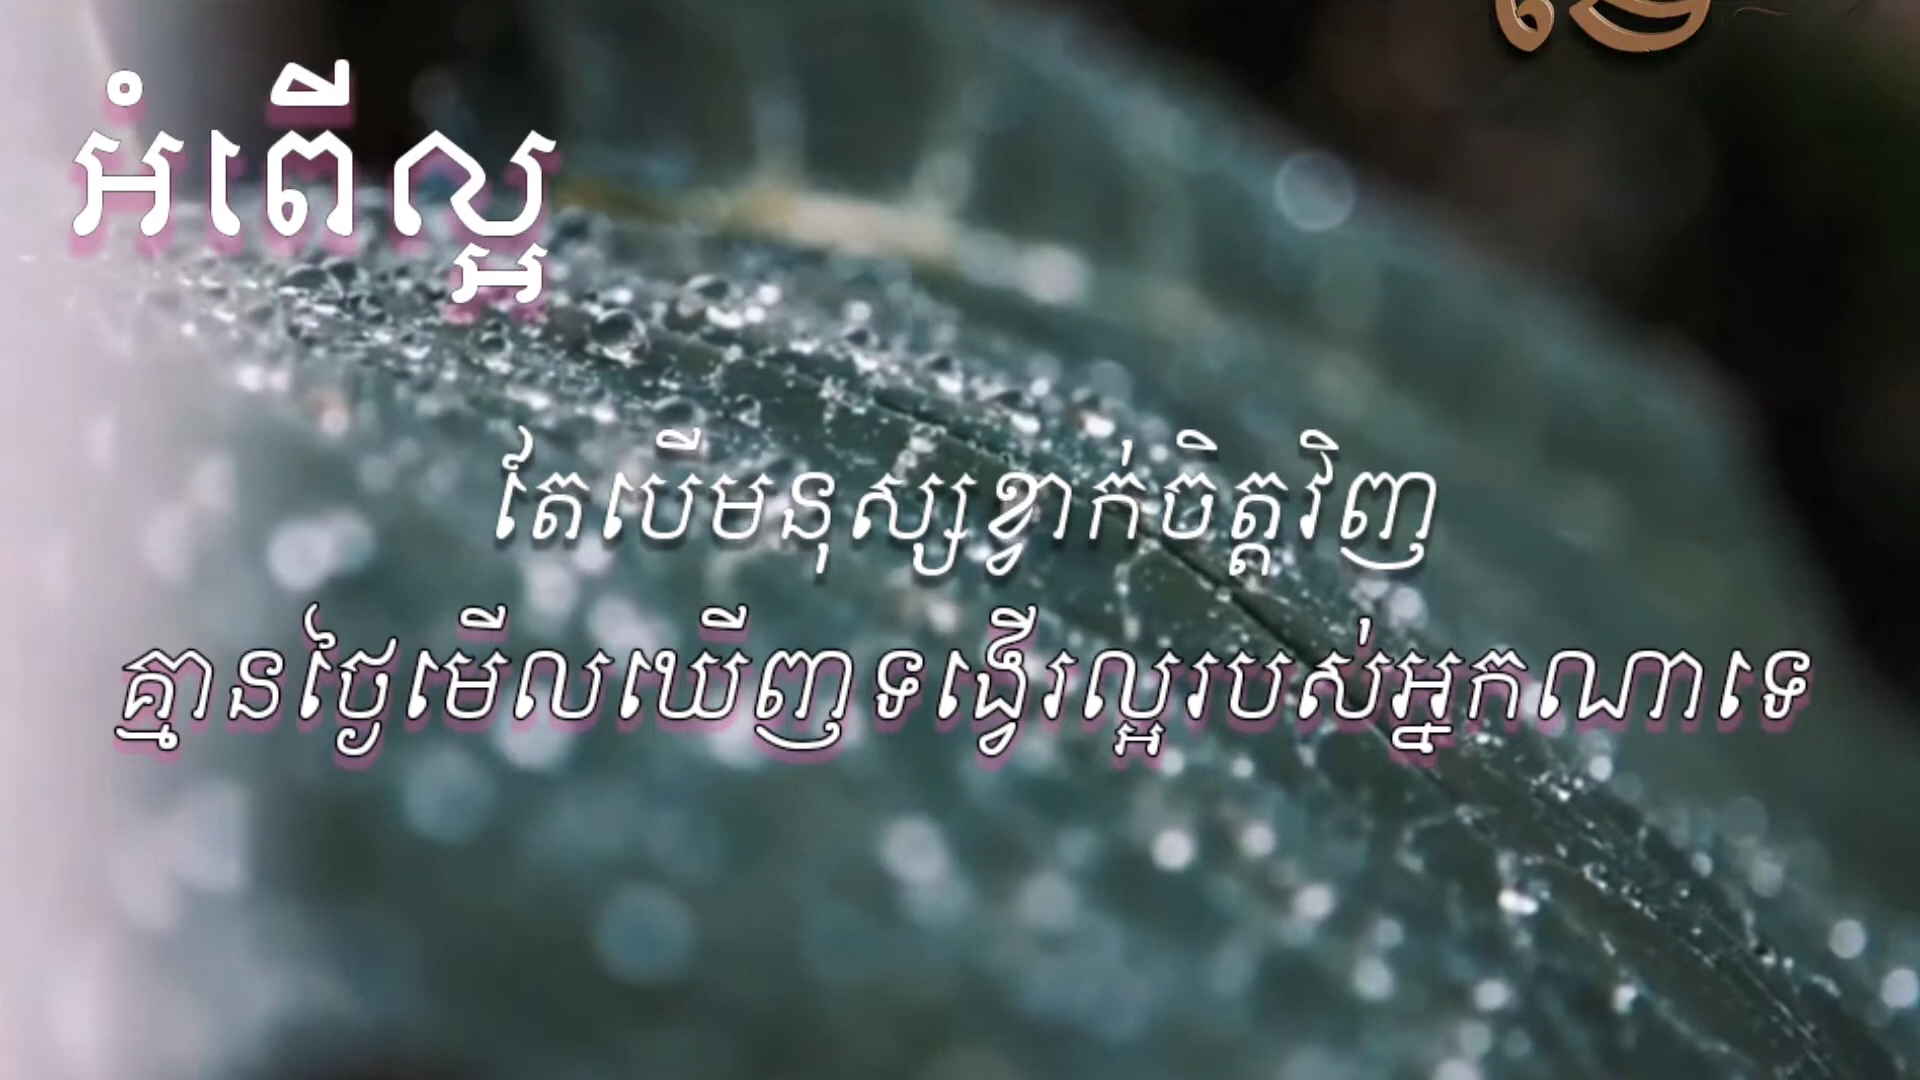 អំពើល្អ
តែបើមនុស្សខ្វាក់ចិត្តវិញ
គ្មានថ្ងៃមើលឃើញទង្វើរល្អរបស់អ្នកណាទេ